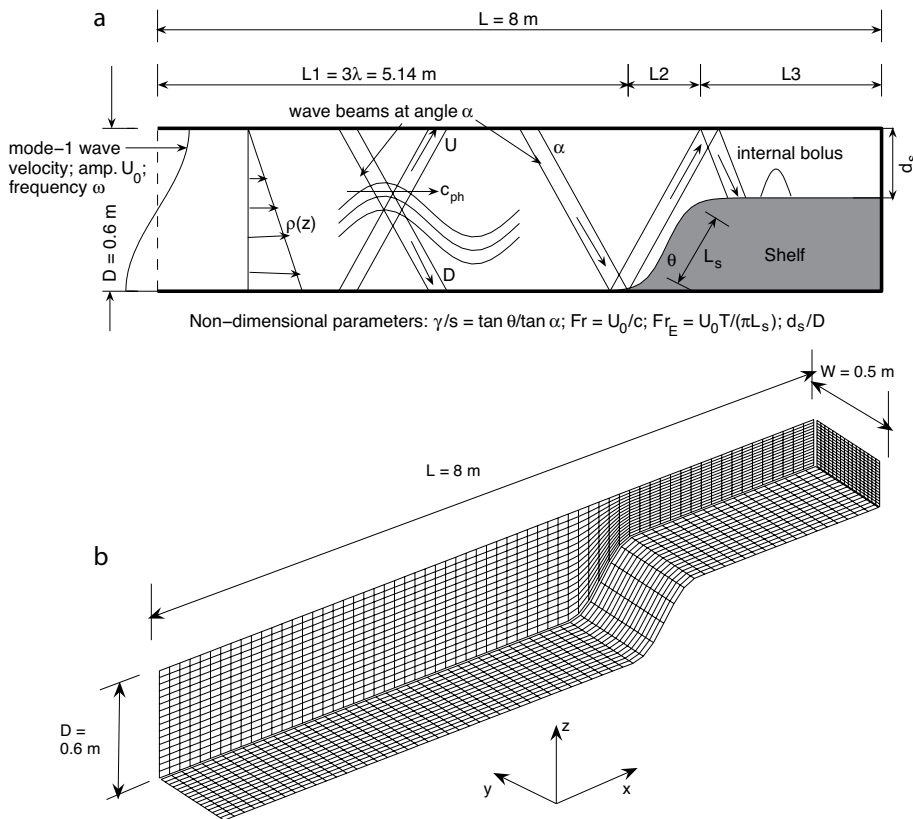 a
L = 8 m
L1 = 3λ = 5.14 m
L2
L3
wave beams at angle α
mode−1 wave
velocity; amp. U₀;
frequency ω
U
α
internal bolus
dₛ
cₚₕ
D = 0.6 m
ρ(z)
θ
Lₛ
Shelf
D
Non−dimensional parameters: γ/s = tan θ/tan α; Fr = U₀/c; Fr_E = U₀T/(πLₛ); dₛ/D
W = 0.5 m
L = 8 m
b
D =
0.6 m
z
y
x